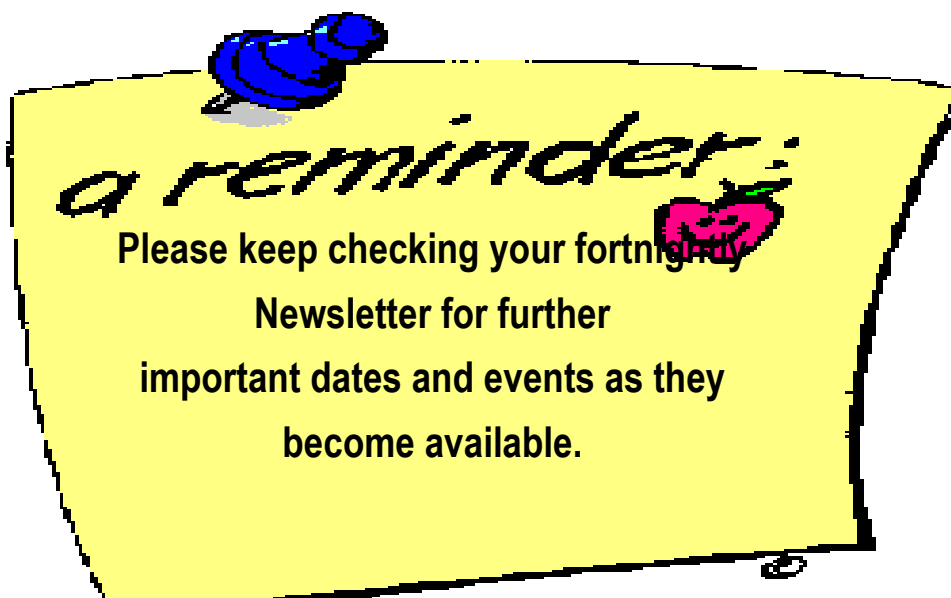 a reminder:
Please keep checking your fortnightly
Newsletter for further
important dates and events as they
become available.